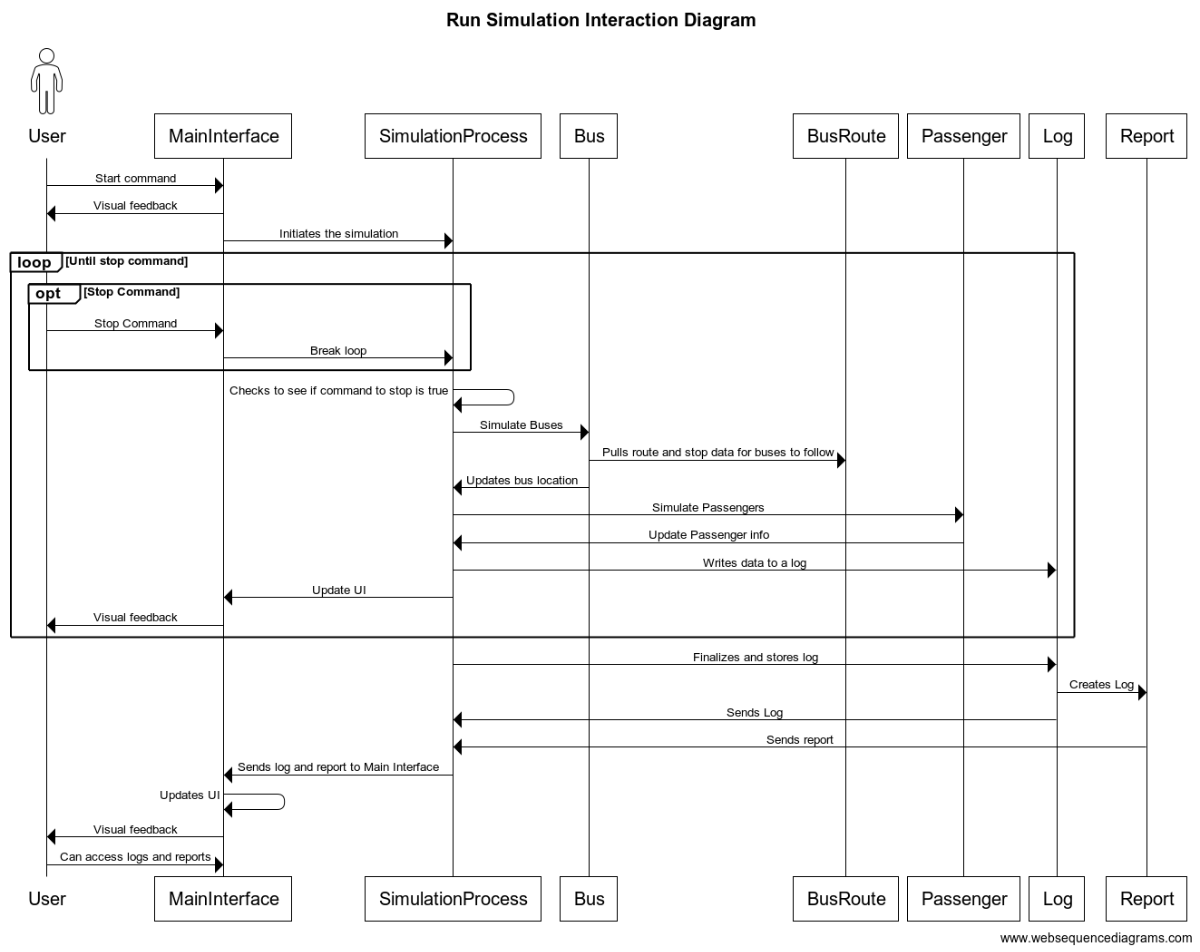 Run Simulation Interaction Diagram
User MainInterface SimulationProcess Bus BusRoute Passenger Log Report
Start command
Visual feedback
Initiates the simulation
loop [Until stop command]
opt [Stop Command]
Stop Command
Break loop
Checks to see if command to stop is true
Simulate Buses
Pulls route and stop data for buses to follow
Updates bus location
Simulate Passengers
Update Passenger info
Writes data to a log
Update UI
Visual feedback
Finalizes and stores log
Creates Log
Sends Log
Sends report
Sends log and report to Main Interface
Updates UI
Visual feedback
Can access logs and reports
User MainInterface SimulationProcess Bus BusRoute Passenger Log Report
www.websequencediagrams.com